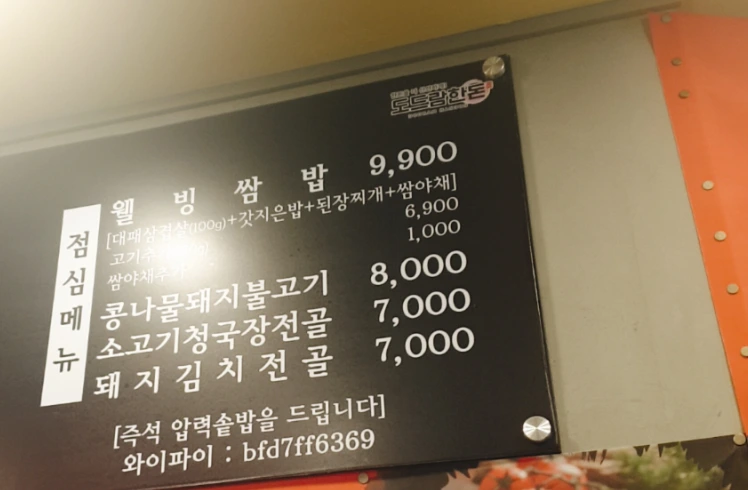 도드람한돈
점심메뉴
웰빙쌈밥 9,900
[대패삼겹살(100g)+갓지은밥+된장찌개+쌈야채]
고기추 6,900
쌈야채추 1,000
콩나물돼지불고기 8,000
소고기청국장전골 7,000
돼지김치전골 7,000
[즉석 압력솥밥을 드립니다]
와이파이 : bfd7ff6369